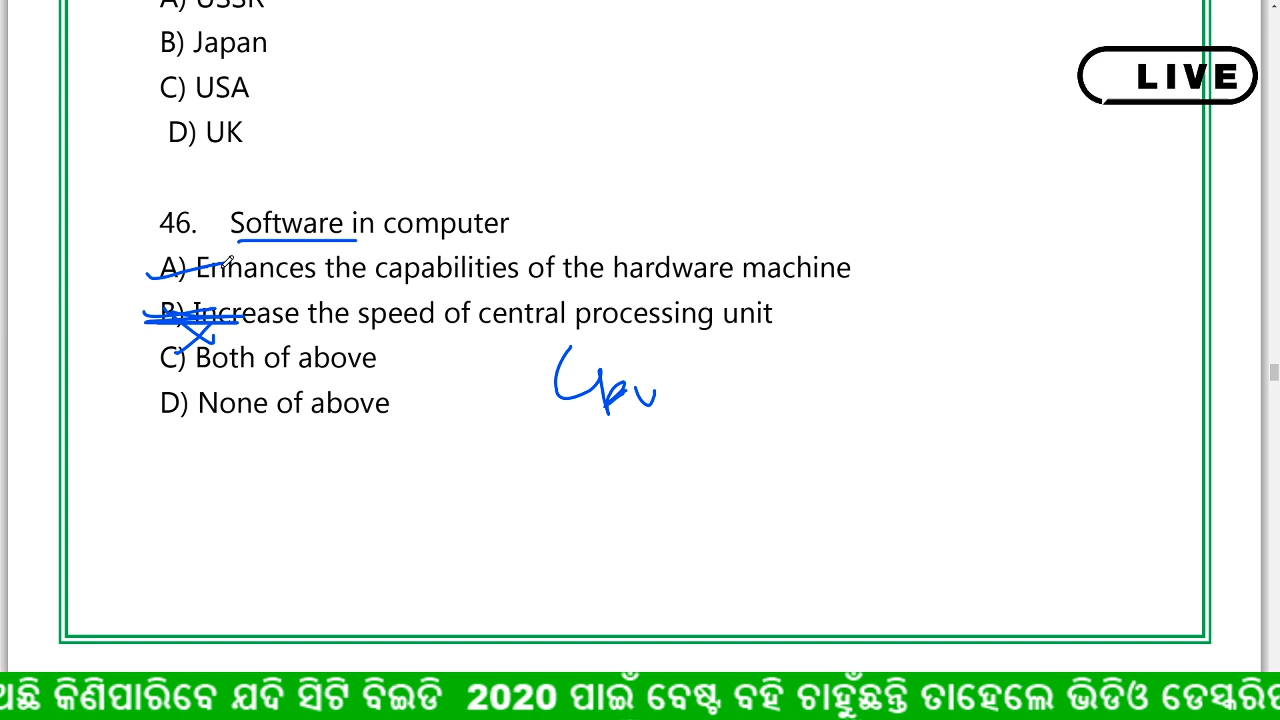 A) USSR
B) Japan
LIVE
C) USA
D) UK
46. Software in computer
A) Enhances the capabilities of the hardware machine
B) Increase the speed of central processing unit
C) Both of above
D) None of above
Cpu
ଅଛି କିଣିପାରିବେ ଯଦି ସିଟି ବିଇଡି 2020 ପାଇଁ ବେଷ୍ଟ ବହି ଚାହୁଁଛନ୍ତି ତାହେଲେ ଭିଡିଓ